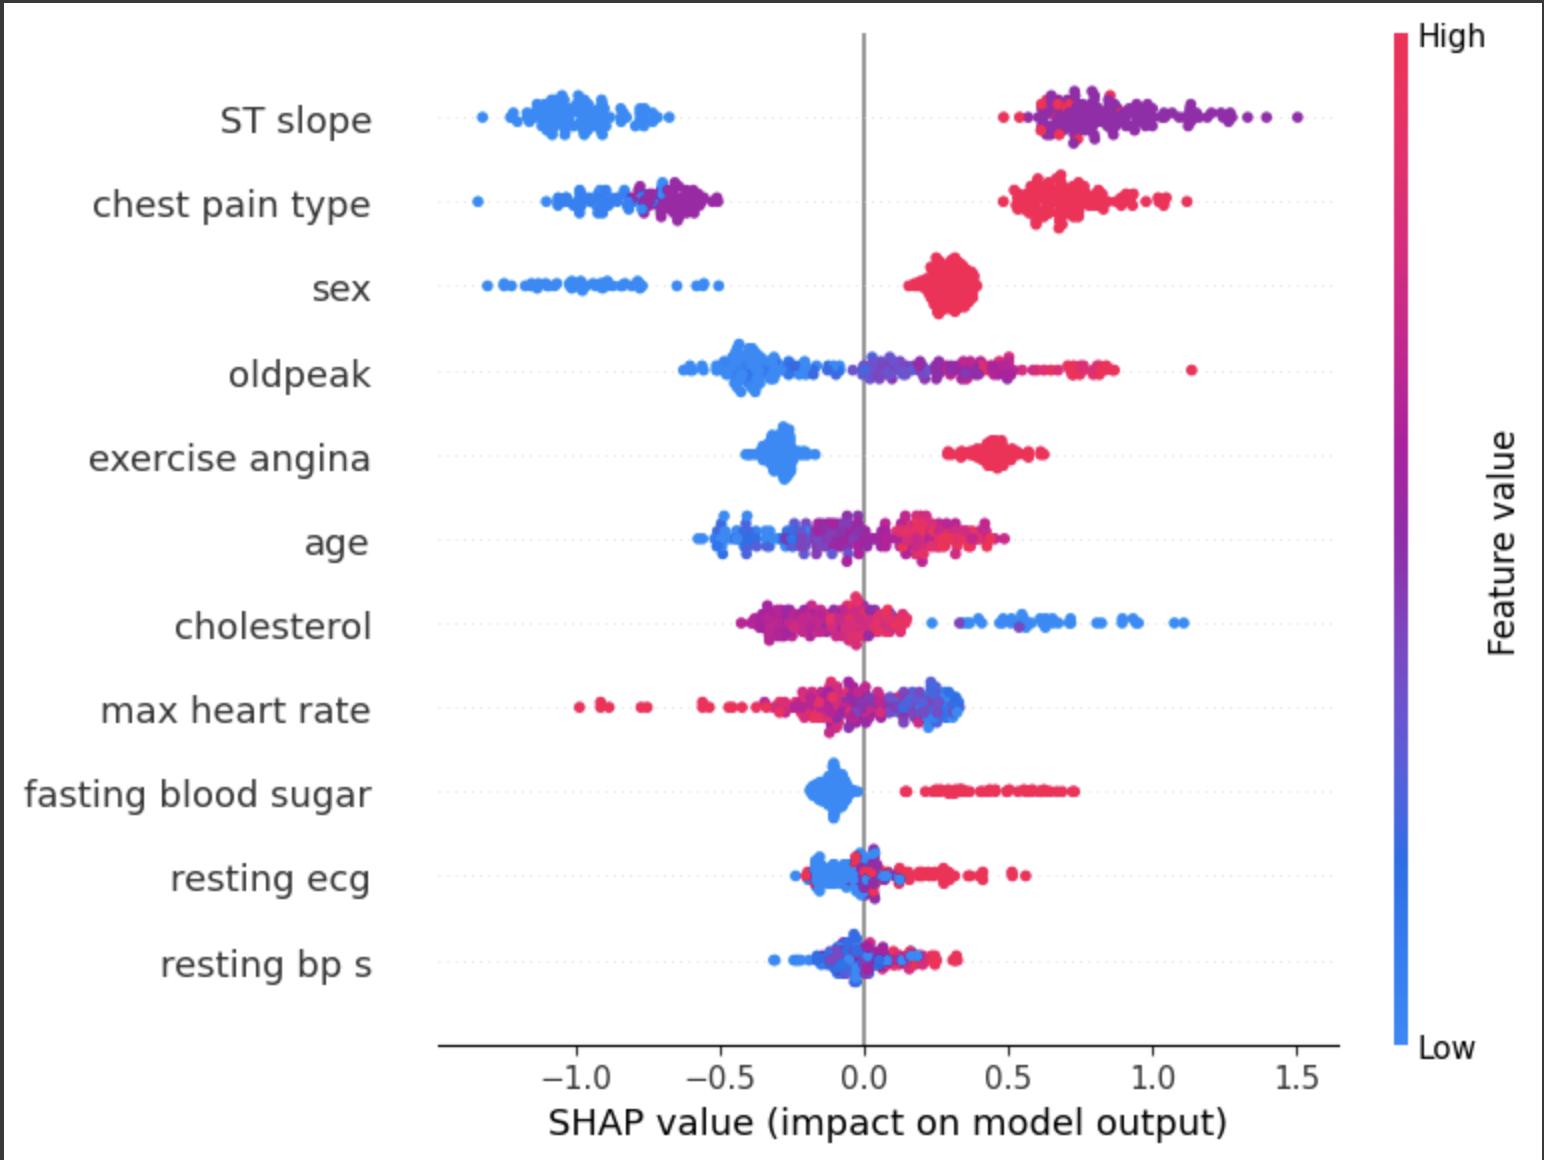 High
ST slope
chest pain type
sex
oldpeak
exercise angina
age
cholesterol
max heart rate
fasting blood sugar
resting ecg
resting bp s
Feature value
Low
−1.0 −0.5 0.0 0.5 1.0 1.5
SHAP value (impact on model output)